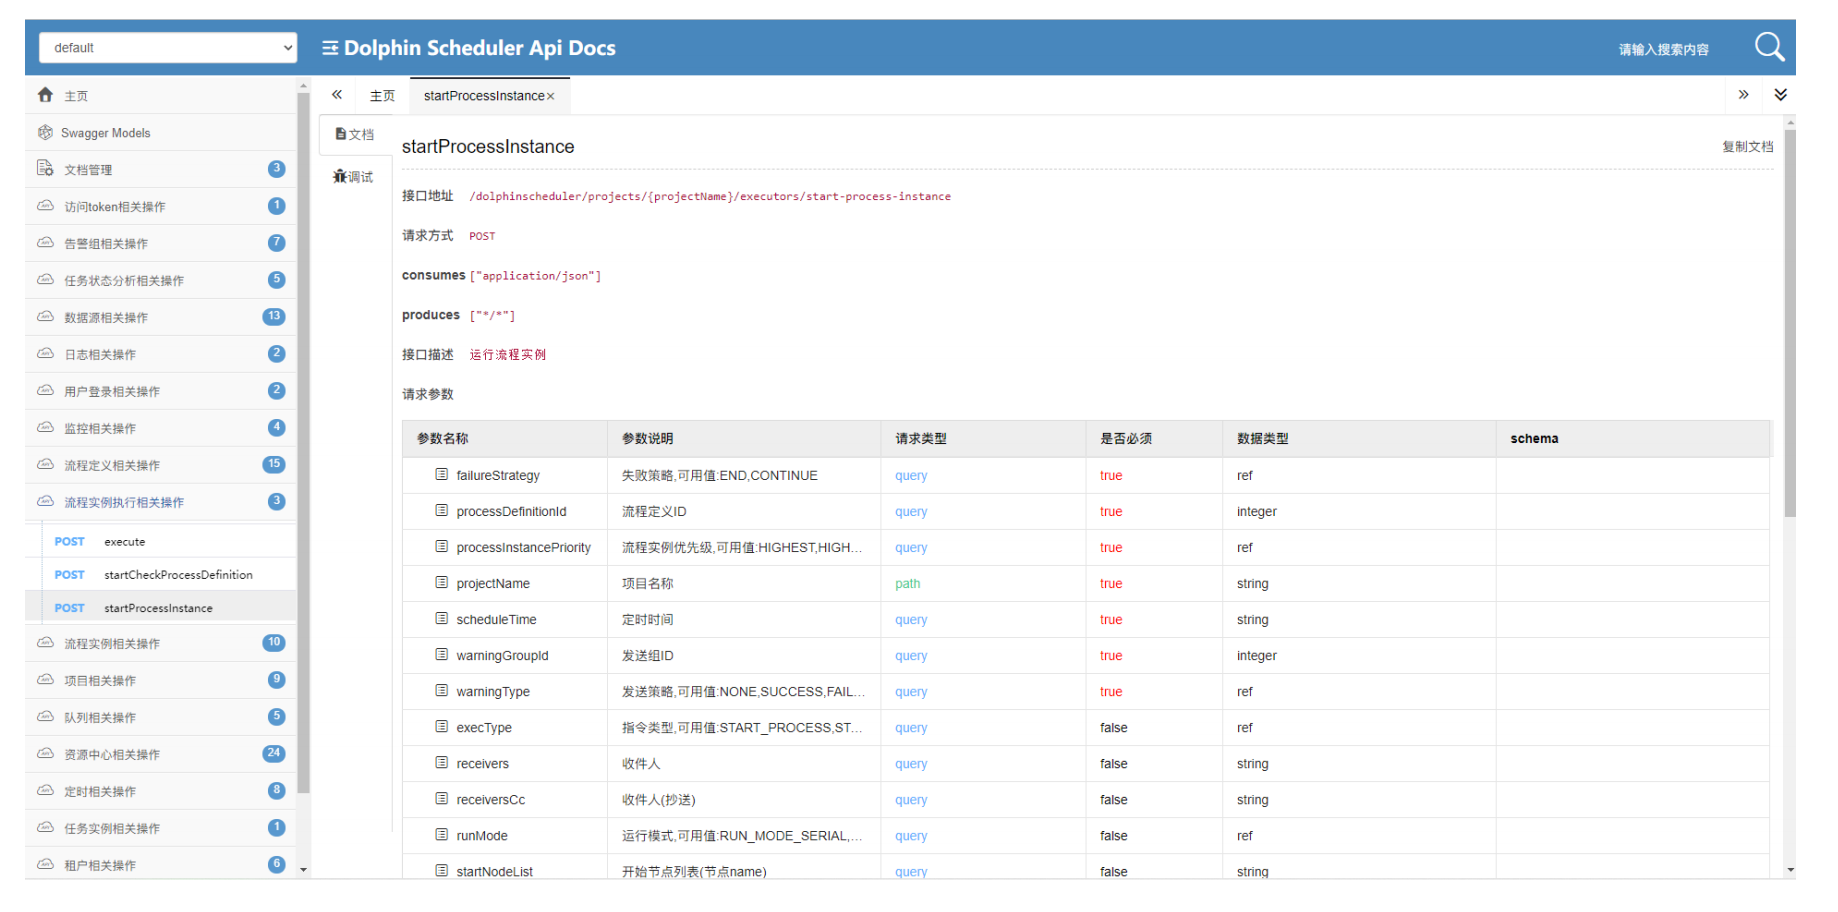 default
Dolphin Scheduler Api Docs
请输入搜索内容
主页
Swagger Models
文档管理 3
访问token相关操作 1
告警组相关操作 7
任务状态分析相关操作 5
数据源相关操作 13
日志相关操作 2
用户登录相关操作 2
监控相关操作 4
流程定义相关操作 15
流程实例执行相关操作 3
POST execute
POST startCheckProcessDefinition
POST startProcessInstance
流程实例相关操作 10
项目相关操作 9
队列相关操作 5
资源中心相关操作 24
定时相关操作 8
任务实例相关操作 1
租户相关操作 6
主页 startProcessInstance×
文档
调试
startProcessInstance 复制文档
接口地址 /dolphinscheduler/projects/{projectName}/executors/start-process-instance
请求方式 POST
consumes ["application/json"]
produces ["*/*"]
接口描述 运行流程实例
请求参数
参数名称 参数说明 请求类型 是否必须 数据类型 schema
failureStrategy 失败策略,可用值:END,CONTINUE query true ref
processDefinitionId 流程定义ID query true integer
processInstancePriority 流程实例优先级,可用值:HIGHEST,HIGH... query true ref
projectName 项目名称 path true string
scheduleTime 定时时间 query true string
warningGroupId 发送组ID query true integer
warningType 发送策略,可用值:NONE,SUCCESS,FAIL... query true ref
execType 指令类型,可用值:START_PROCESS,ST... query false ref
receivers 收件人 query false string
receiversCc 收件人(抄送) query false string
runMode 运行模式,可用值:RUN_MODE_SERIAL,... query false ref
startNodeList 开始节点列表(节点name) query false string